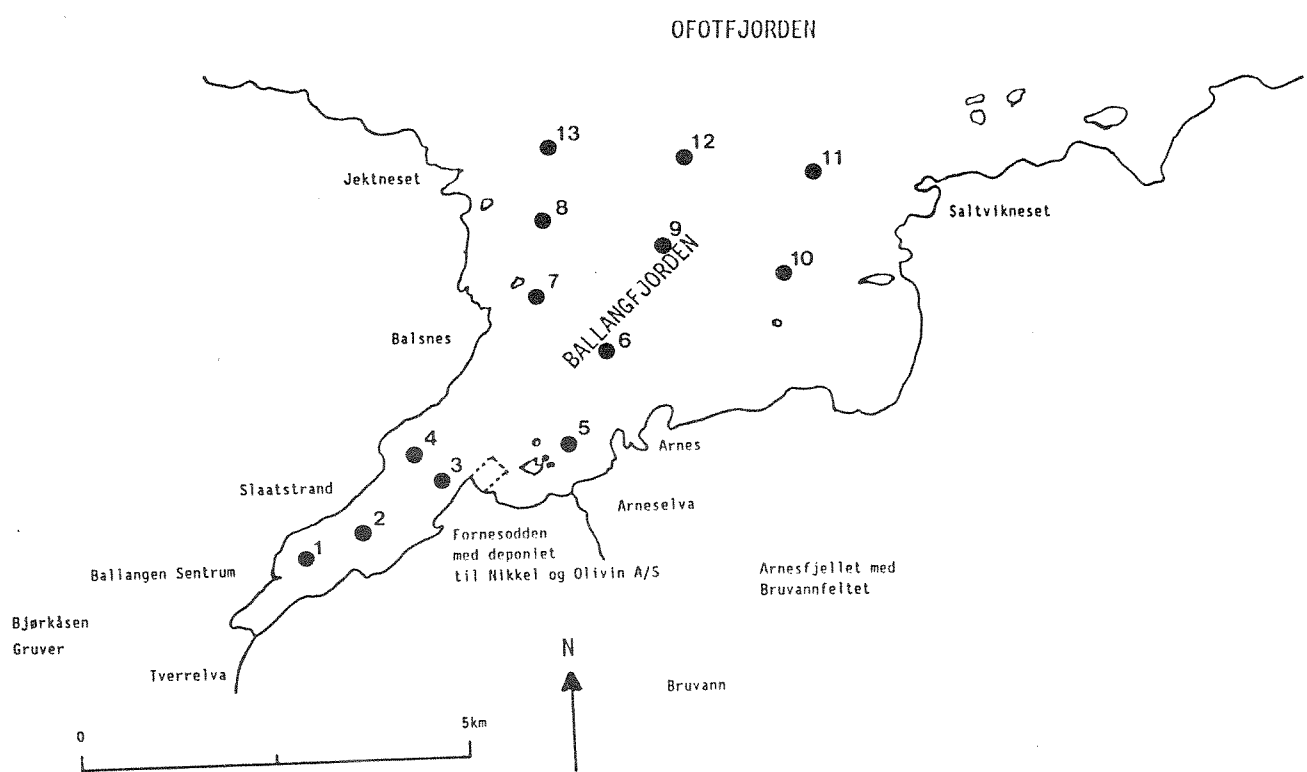 OFOTFJORDEN
13
12
11
Jektneset
8
Saltvikneset
9
10
7
BALLANGFJORDEN
Balsnes
6
5
4
Arnes
3
Slaatstrand
Arneselva
2
Fornesodden
med deponiet
til Nikkel og Olivin A/S
1
Ballangen Sentrum
Arnesfjellet med
Bruvannfeltet
Bjørkåsen
Gruver
Tverrelva
N
Bruvann
0
5km